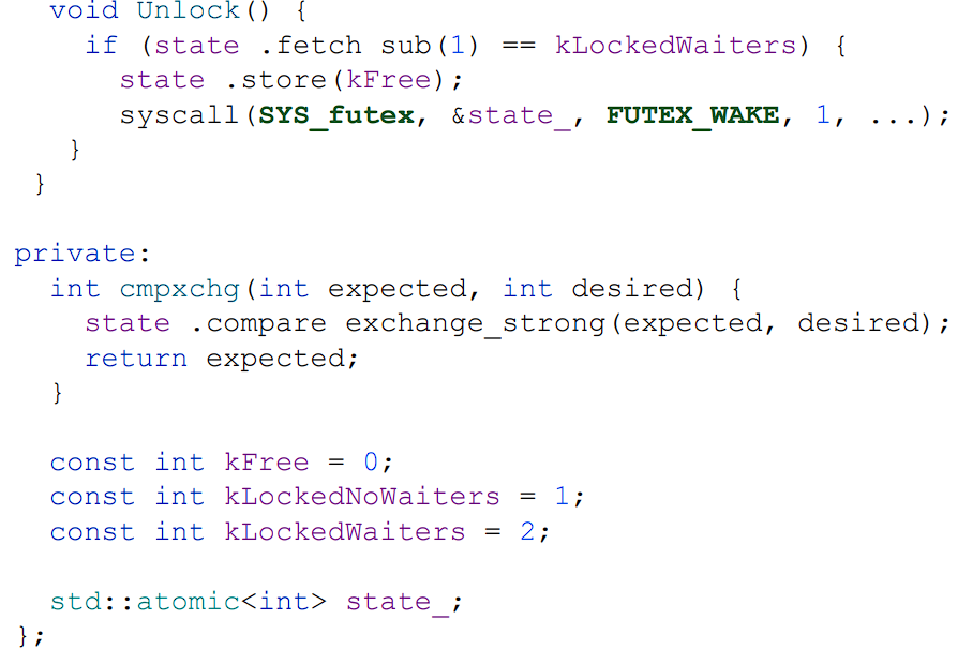 void Unlock() {
if (state .fetch sub(1) == kLockedWaiters) {
state .store(kFree);
syscall(SYS_futex, &state_, FUTEX_WAKE, 1, ...);
}
}
private:
int cmpxchg(int expected, int desired) {
state .compare exchange_strong(expected, desired);
return expected;
}
const int kFree = 0;
const int kLockedNoWaiters = 1;
const int kLockedWaiters = 2;
std::atomic<int> state_;
};